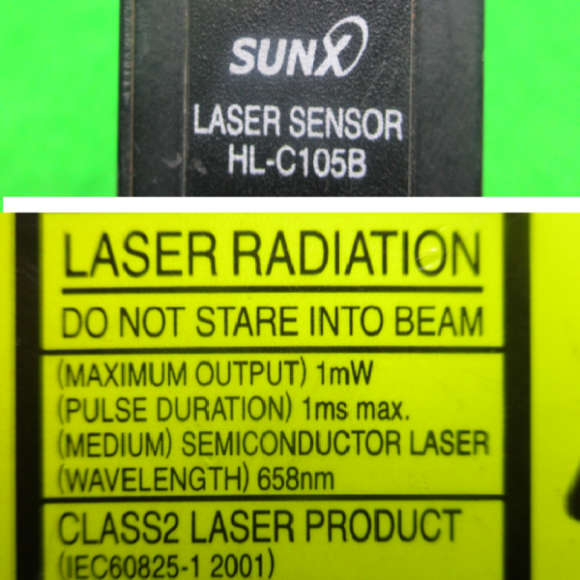 SUNX
LASER SENSOR
HL-C105B
LASER RADIATION
DO NOT STARE INTO BEAM
(MAXIMUM OUTPUT) 1mW
(PULSE DURATION) 1ms max.
(MEDIUM) SEMICONDUCTOR LASER
(WAVELENGTH) 658nm
CLASS2 LASER PRODUCT
(IEC60825-1 2001)